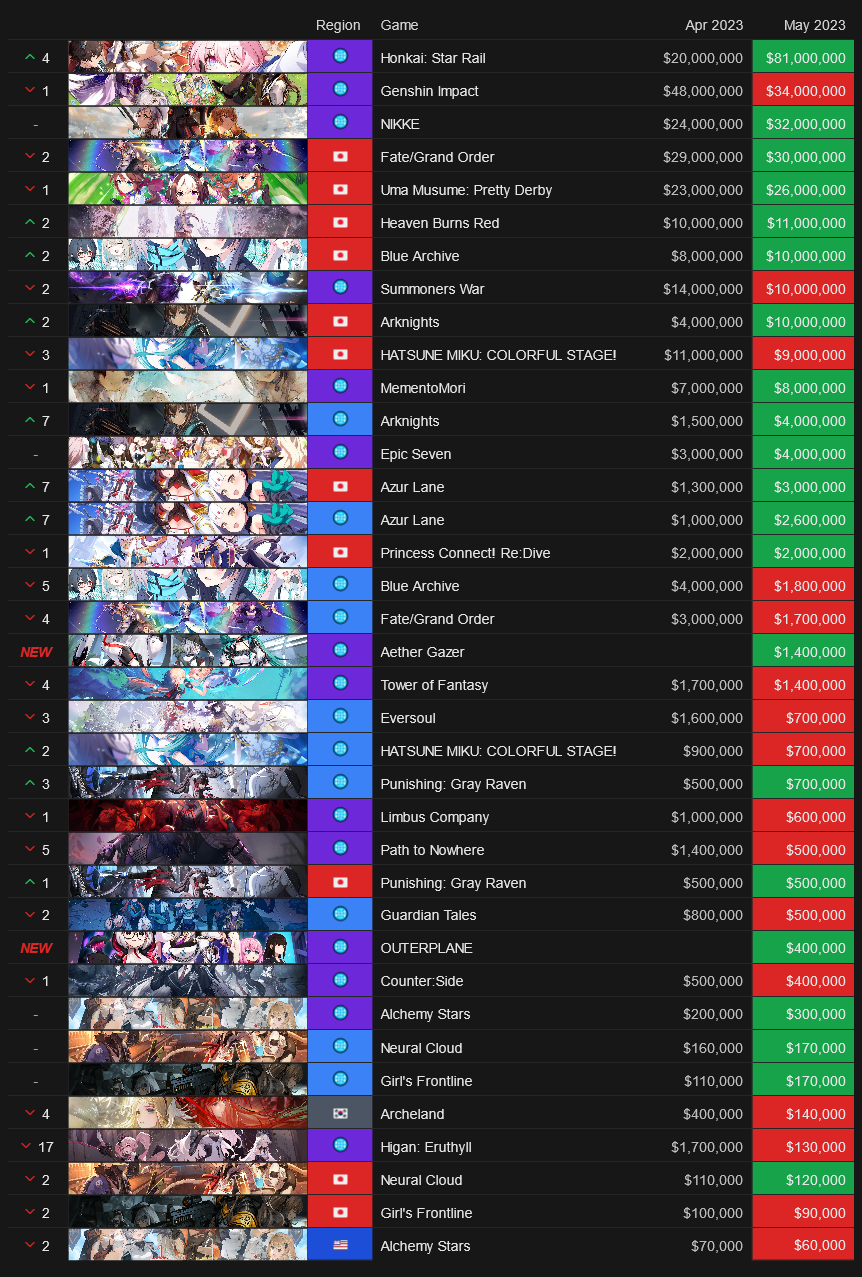 Region Game Apr 2023 May 2023
4 Honkai: Star Rail $20,000,000 $81,000,000
1 Genshin Impact $48,000,000 $34,000,000
- NIKKE $24,000,000 $32,000,000
2 Fate/Grand Order $29,000,000 $30,000,000
1 Uma Musume: Pretty Derby $23,000,000 $26,000,000
2 Heaven Burns Red $10,000,000 $11,000,000
2 Blue Archive $8,000,000 $10,000,000
2 Summoners War $14,000,000 $10,000,000
2 Arknights $4,000,000 $10,000,000
3 HATSUNE MIKU: COLORFUL STAGE! $11,000,000 $9,000,000
1 MementoMori $7,000,000 $8,000,000
7 Arknights $1,500,000 $4,000,000
- Epic Seven $3,000,000 $4,000,000
7 Azur Lane $1,300,000 $3,000,000
7 Azur Lane $1,000,000 $2,600,000
1 Princess Connect! Re:Dive $2,000,000 $2,000,000
5 Blue Archive $4,000,000 $1,800,000
4 Fate/Grand Order $3,000,000 $1,700,000
NEW Aether Gazer $1,400,000
4 Tower of Fantasy $1,700,000 $1,400,000
3 Eversoul $1,600,000 $700,000
2 HATSUNE MIKU: COLORFUL STAGE! $900,000 $700,000
3 Punishing: Gray Raven $500,000 $700,000
1 Limbus Company $1,000,000 $600,000
5 Path to Nowhere $1,400,000 $500,000
1 Punishing: Gray Raven $500,000 $500,000
2 Guardian Tales $800,000 $500,000
NEW OUTERPLANE $400,000
1 Counter:Side $500,000 $400,000
- Alchemy Stars $200,000 $300,000
- Neural Cloud $160,000 $170,000
- Girl's Frontline $110,000 $170,000
4 Archeland $400,000 $140,000
17 Higan: Eruthyll $1,700,000 $130,000
2 Neural Cloud $110,000 $120,000
2 Girl's Frontline $100,000 $90,000
2 Alchemy Stars $70,000 $60,000